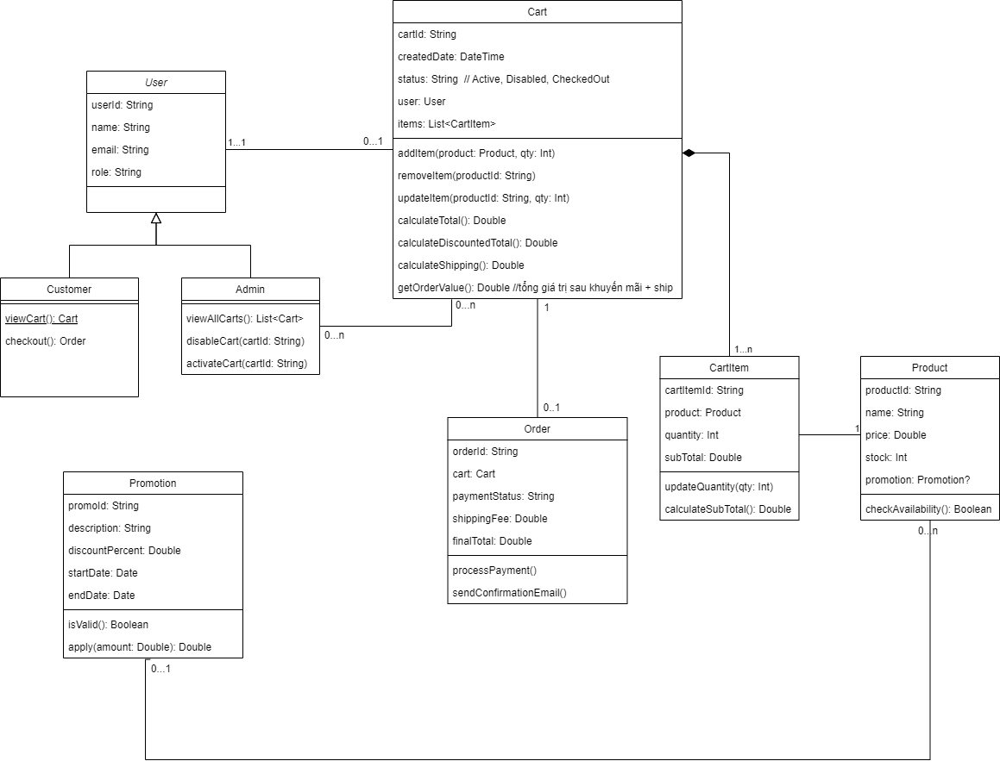 Cart
cartId: String
createdDate: DateTime
status: String // Active, Disabled, CheckedOut
user: User
items: List<CartItem>
addItem(product: Product, qty: Int)
removeItem(productId: String)
updateItem(productId: String, qty: Int)
calculateTotal(): Double
calculateDiscountedTotal(): Double
calculateShipping(): Double
getOrderValue(): Double //tổng giá trị sau khuyến mãi + ship
User
userId: String
name: String
email: String
role: String
1...1
0...1
Customer
viewCart(): Cart
checkout(): Order
Admin
viewAllCarts(): List<Cart>
disableCart(cartId: String)
activateCart(cartId: String)
0...n
0...n
1
0..1
1...n
Order
orderId: String
cart: Cart
paymentStatus: String
shippingFee: Double
finalTotal: Double
processPayment()
sendConfirmationEmail()
CartItem
cartItemId: String
product: Product
quantity: Int
subTotal: Double
updateQuantity(qty: Int)
calculateSubTotal(): Double
1
Product
productId: String
name: String
price: Double
stock: Int
promotion: Promotion?
checkAvailability(): Boolean
0...n
Promotion
promoId: String
description: String
discountPercent: Double
startDate: Date
endDate: Date
isValid(): Boolean
apply(amount: Double): Double
0...1